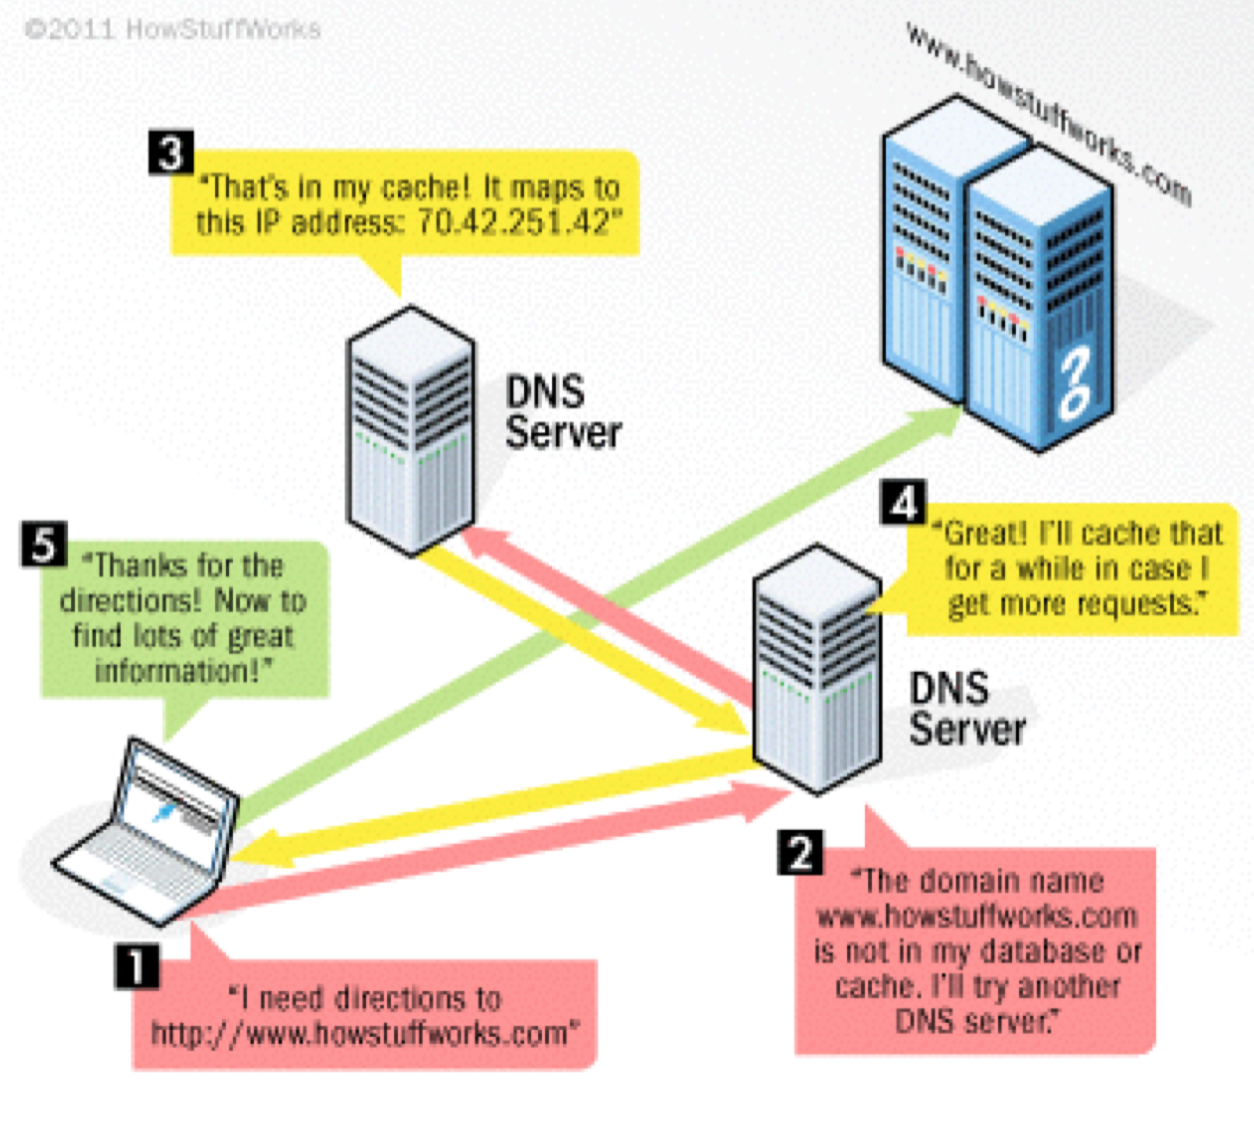 ©2011 HowStuffWorks
www.howstuffworks.com
3
“That’s in my cache! It maps to
this IP address: 70.42.251.42”
DNS
Server
4
“Great! I’ll cache that
for a while in case I
get more requests.”
5
“Thanks for the
directions! Now to
find lots of great
information!”
?
DNS
Server
2
“The domain name
www.howstuffworks.com
is not in my database or
cache. I’ll try another
DNS server.”
1
“I need directions to
http://www.howstuffworks.com”